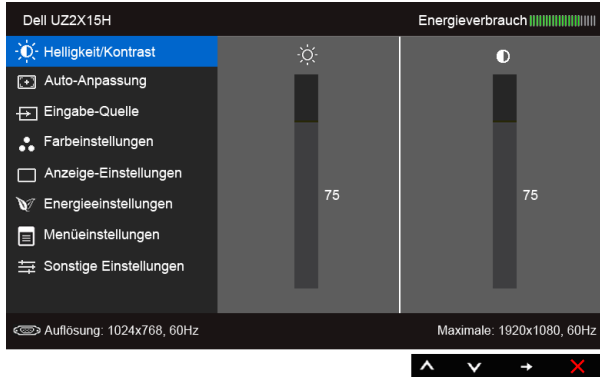 Dell UZ2X15H
Energieverbrauch
Helligkeit/Kontrast
Auto-Anpassung
Eingabe-Quelle
Farbeinstellungen
Anzeige-Einstellungen
Energieeinstellungen
Menüeinstellungen
Sonstige Einstellungen
75
75
Auflösung: 1024x768, 60Hz
Maximale: 1920x1080, 60Hz